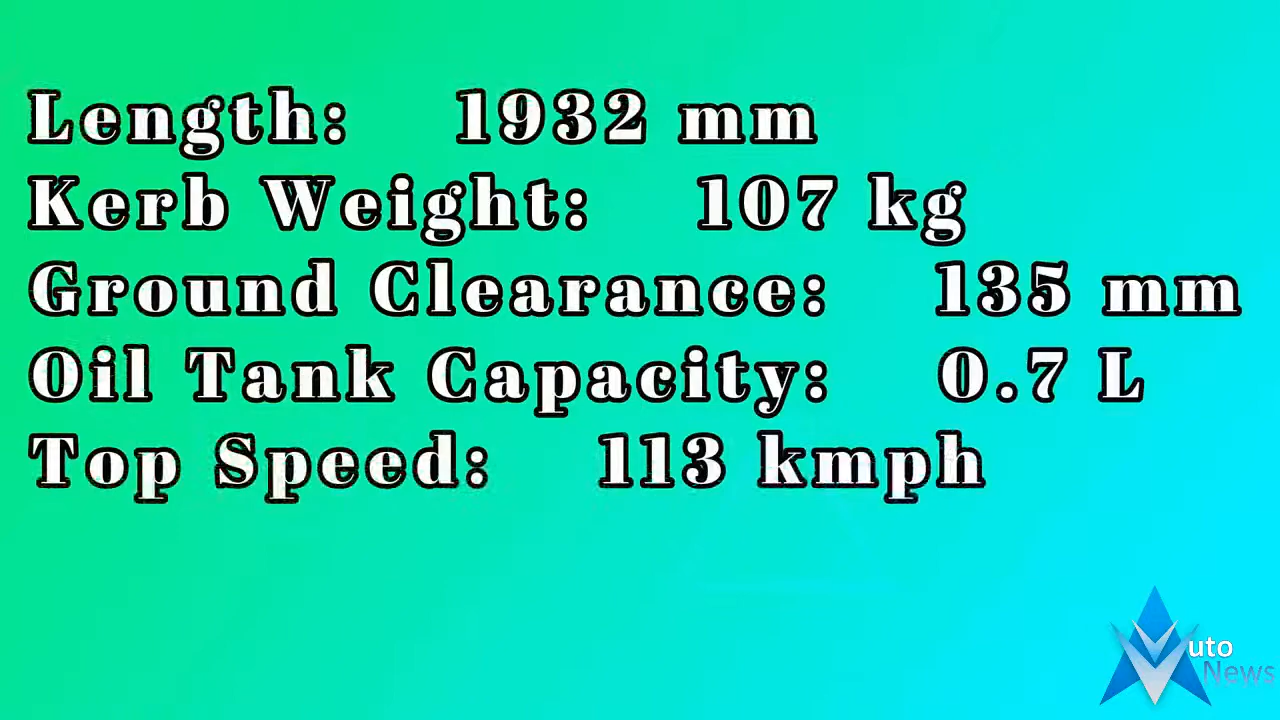 Length: 1932 mm
Kerb Weight: 107 kg
Ground Clearance: 135 mm
Oil Tank Capacity: 0.7 L
Top Speed: 113 kmph
uto
News